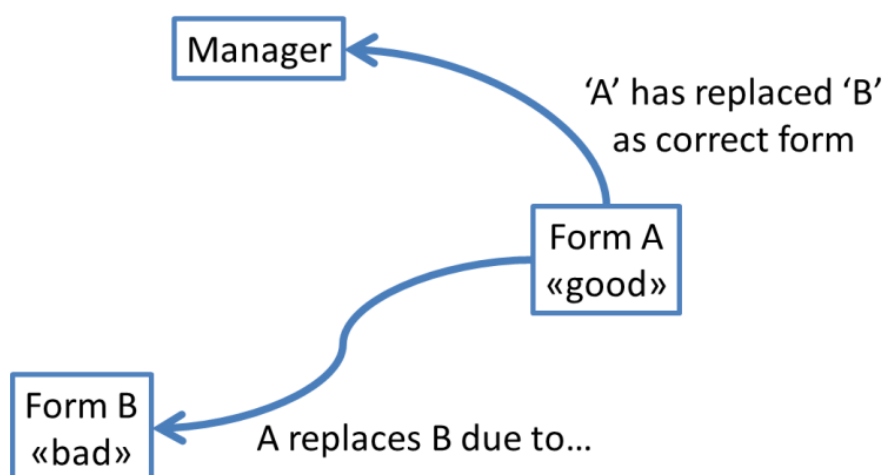 Manager
‘A’ has replaced ‘B’
as correct form
Form A
«good»
Form B
«bad»
A replaces B due to...